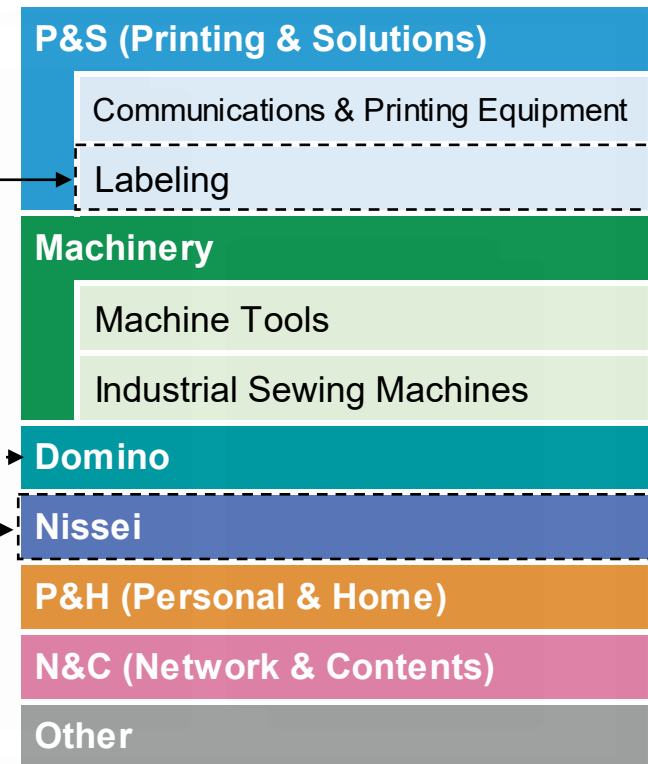 P&S (Printing & Solutions)
Communications & Printing Equipment
Labeling
Machinery
Machine Tools
Industrial Sewing Machines
Domino
Nissei
P&H (Personal & Home)
N&C (Network & Contents)
Other